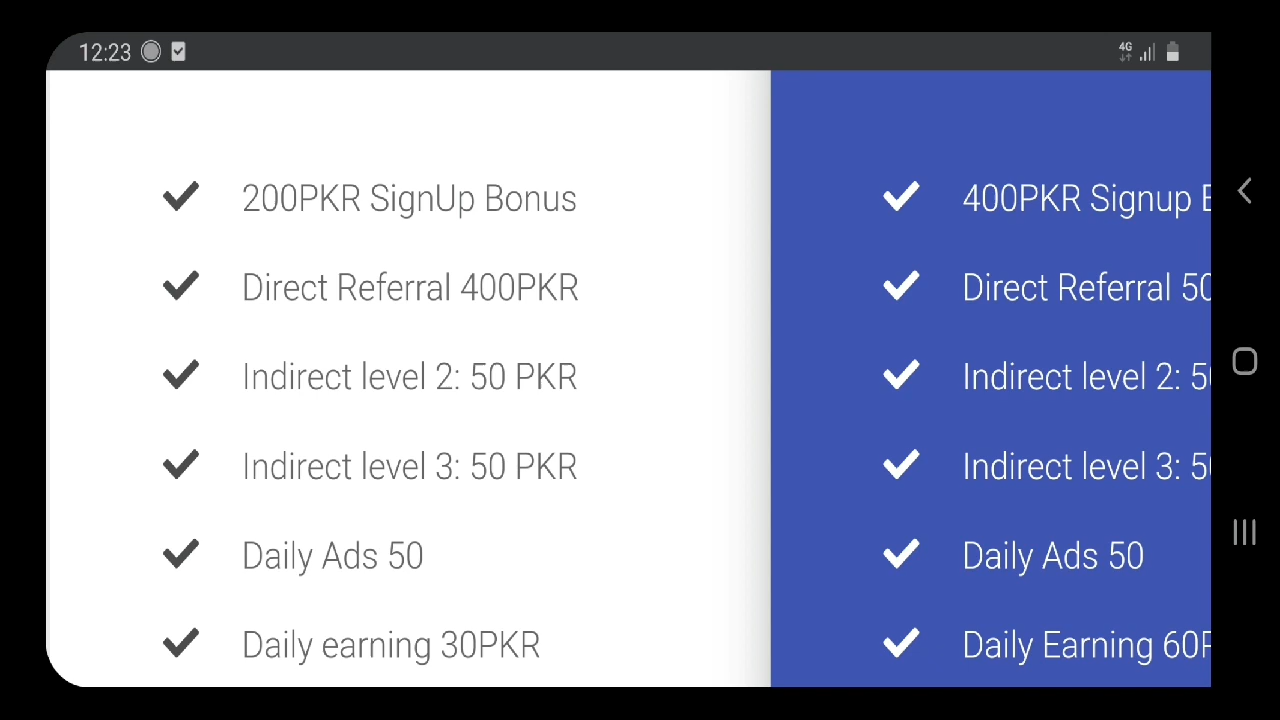 12:23
4G
200PKR SignUp Bonus
Direct Referral 400PKR
Indirect level 2: 50 PKR
Indirect level 3: 50 PKR
Daily Ads 50
Daily earning 30PKR
400PKR Signup
Direct Referral
Indirect level 2:
Indirect level 3:
Daily Ads 50
Daily Earning